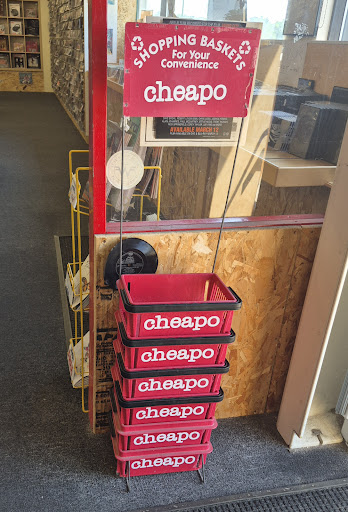 SHOPPING BASKETS
For Your
Convenience
cheapo
AVAILABLE MARCH 12
cheapo
cheapo
cheapo
cheapo
cheapo
cheapo